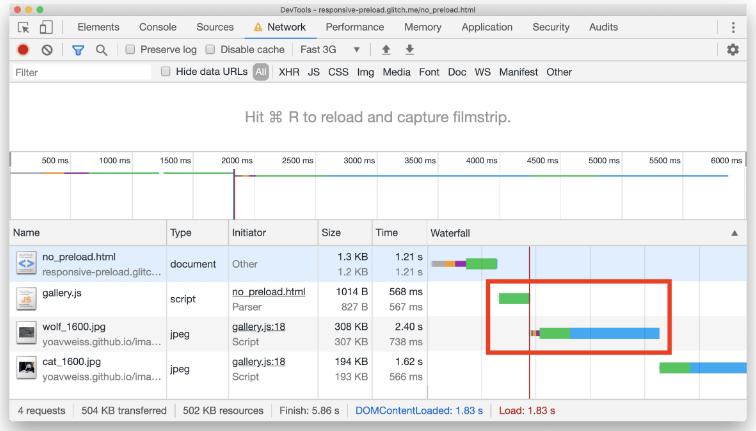 DevTools - responsive-preload.glitch.me/no_preload.html
Elements Console Sources Network Performance Memory Application Security Audits
Preserve log Disable cache Fast 3G
Filter Hide data URLs All XHR JS CSS Img Media Font Doc WS Manifest Other
Hit ⌘ R to reload and capture filmstrip.
500 ms 1000 ms 1500 ms 2000 ms 2500 ms 3000 ms 3500 ms 4000 ms 4500 ms 5000 ms 5500 ms 6000 ms
Name Type Initiator Size Time Waterfall
no_preload.html document Other 1.3 KB 1.21 s
responsive-preload.glitc... 1.2 KB 1.21 s
gallery.js script no_preload.html 1014 B 568 ms
Parser 827 B 567 ms
wolf_1600.jpg jpeg gallery.js:18 308 KB 2.40 s
yoavweiss.github.io/ima... Script 307 KB 738 ms
cat_1600.jpg jpeg gallery.js:18 194 KB 1.62 s
yoavweiss.github.io/ima... Script 193 KB 566 ms
4 requests 504 KB transferred 502 KB resources Finish: 5.86 s DOMContentLoaded: 1.83 s Load: 1.83 s